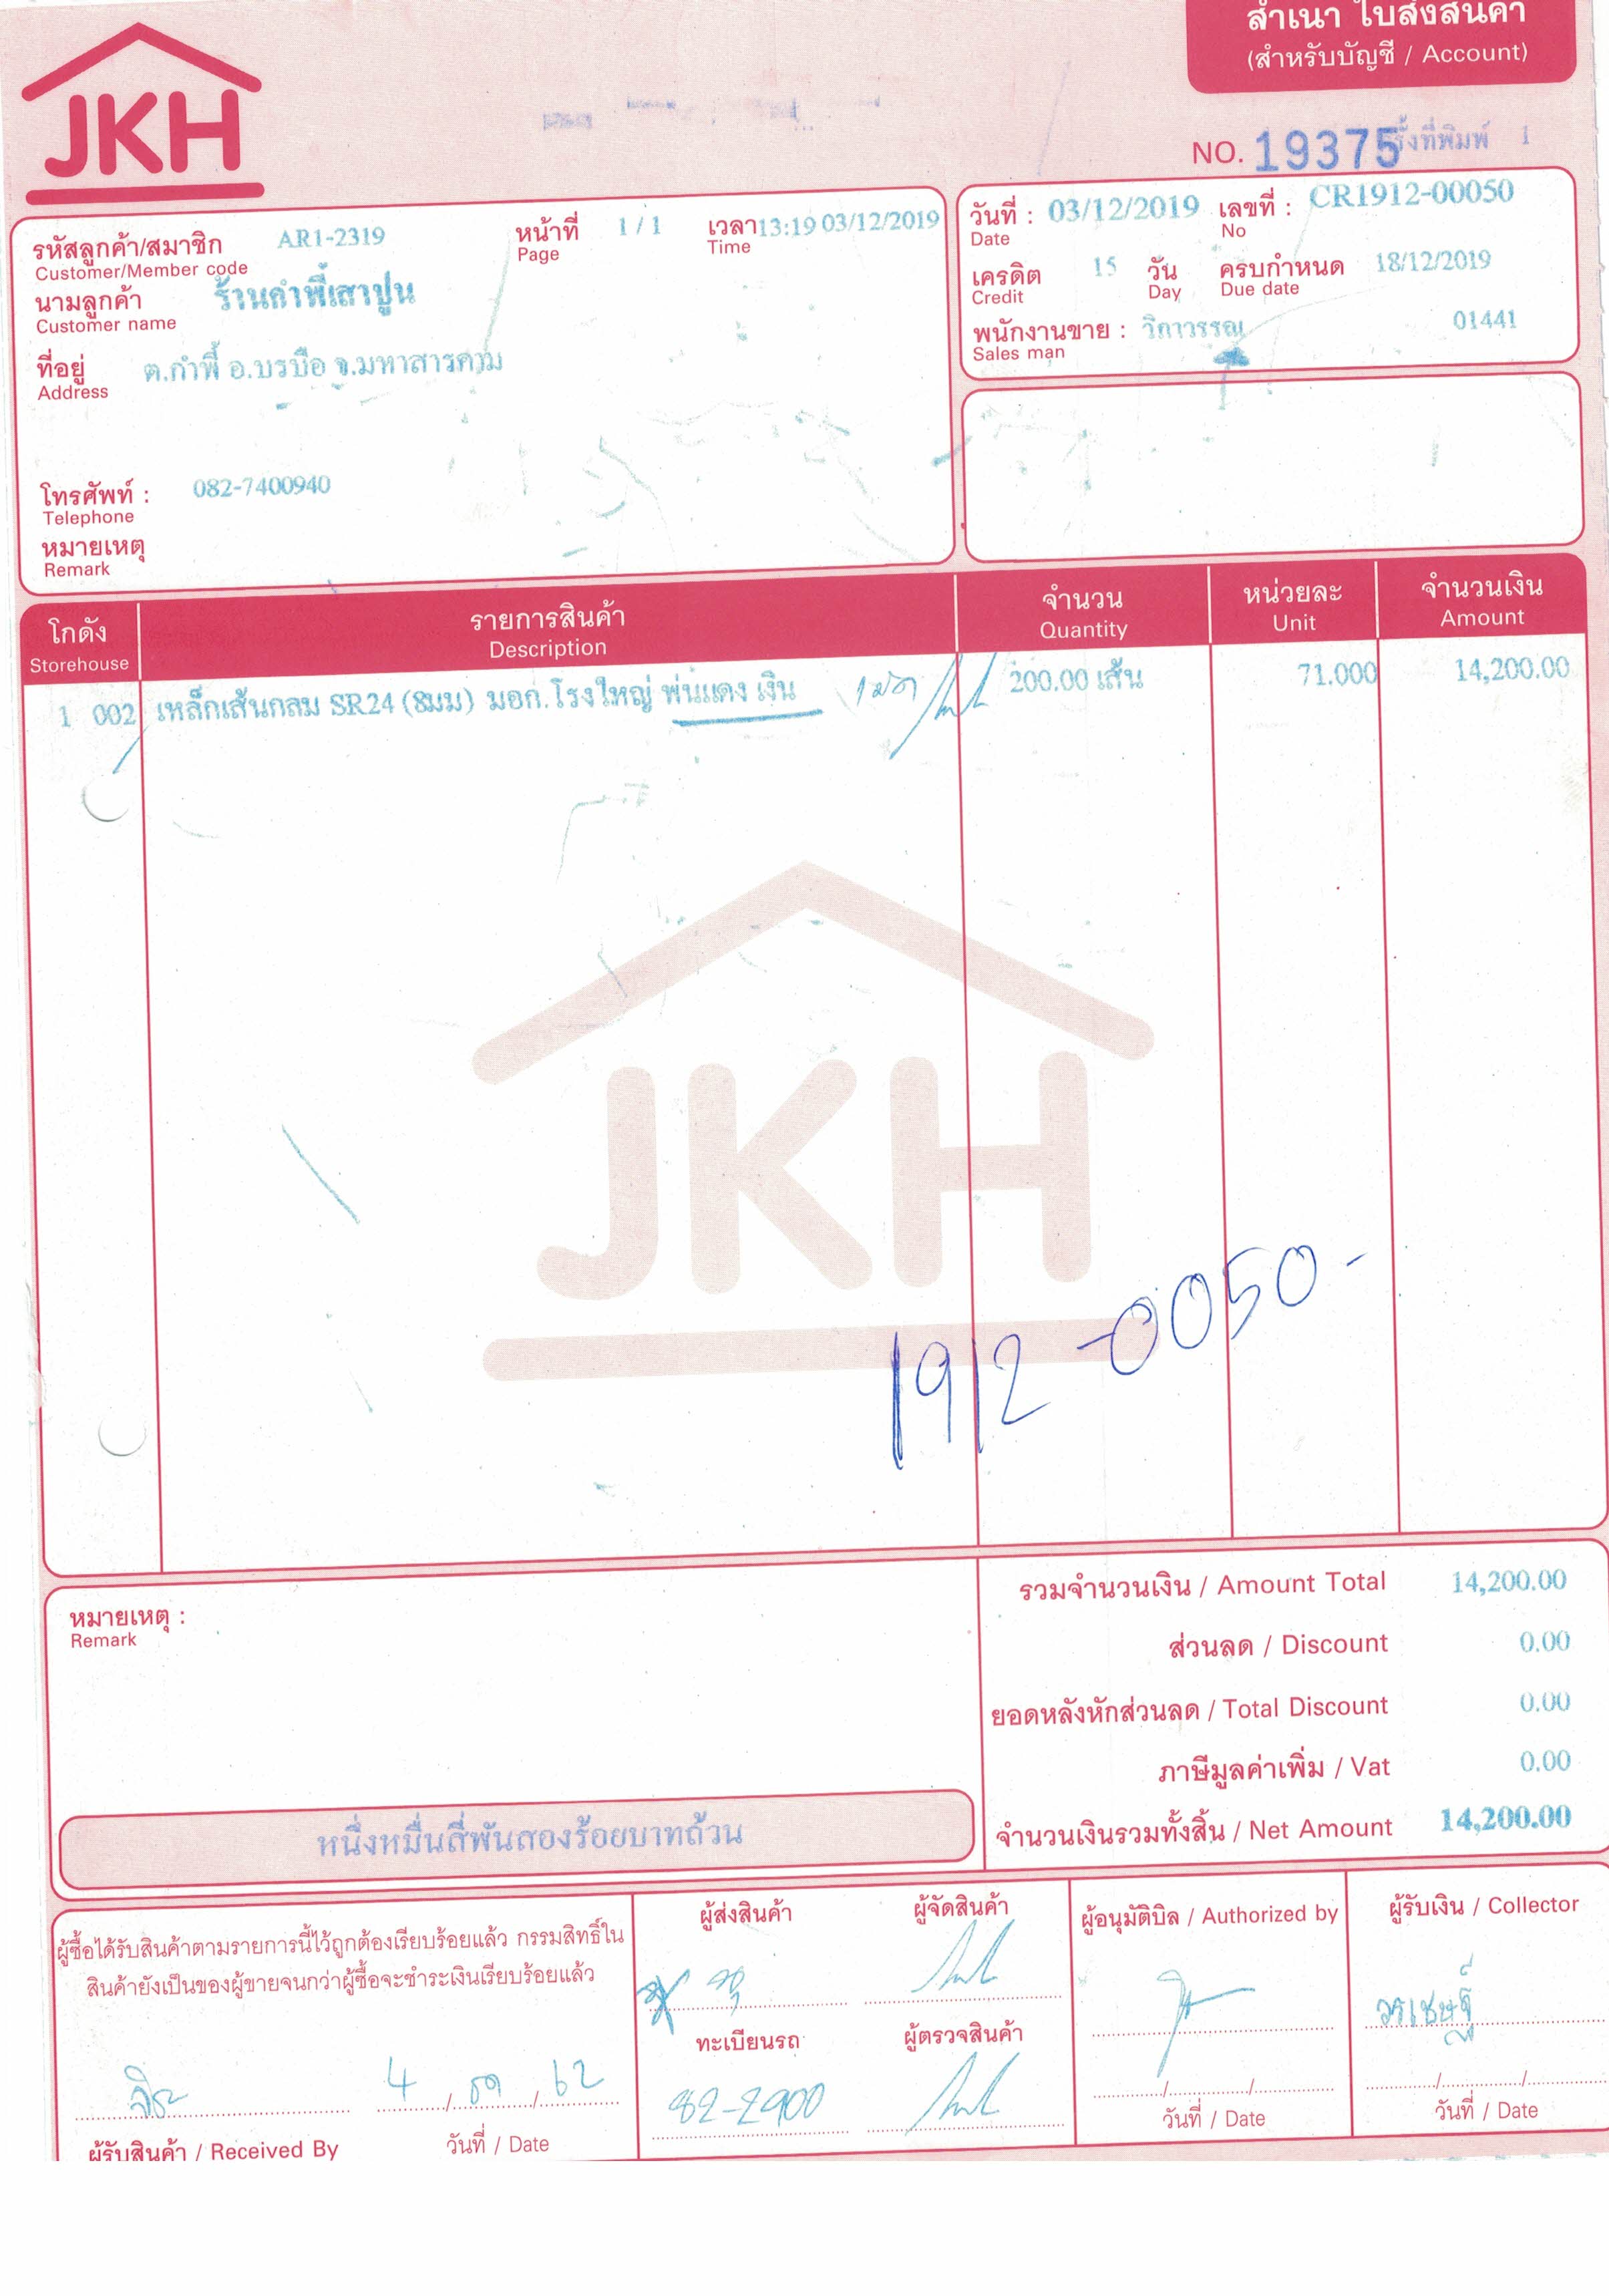 สำเนา ใบส่งสินค้า
(สำหรับบัญชี / Account)
JKH
NO. 19375 ครั้งที่พิมพ์ 1
รหัสลูกค้า/สมาชิก AR1-2319 หน้าที่ 1 / 1 เวลา 13:19 03/12/2019
Customer/Member code Page Time
นามลูกค้า ร้านกำพี้เสาปูน
Customer name
ที่อยู่ ต.กำพี้ อ.บรบือ จ.มหาสารคาม
Address
โทรศัพท์ : 082-7400940
Telephone
หมายเหตุ
Remark
วันที่ : 03/12/2019 เลขที่ : CR1912-00050
Date No
เครดิต 15 วัน ครบกำหนด 18/12/2019
Credit Day Due date
พนักงานขาย : วิภาวรรณ 01441
Sales man
โกดัง รายการสินค้า จำนวน หน่วยละ จำนวนเงิน
Storehouse Description Quantity Unit Amount
1 002 เหล็กเส้นกลม SR24 (8มม) มอก.โรงใหญ่ พ่นแดง เงิน 200.00 เส้น 71.000 14,200.00
JKH
1912-0050-
หมายเหตุ :
Remark
รวมจำนวนเงิน / Amount Total 14,200.00
ส่วนลด / Discount 0.00
ยอดหลังหักส่วนลด / Total Discount 0.00
ภาษีมูลค่าเพิ่ม / Vat 0.00
จำนวนเงินรวมทั้งสิ้น / Net Amount 14,200.00
หนึ่งหมื่นสี่พันสองร้อยบาทถ้วน
ผู้ซื้อได้รับสินค้าตามรายการนี้ไว้ถูกต้องเรียบร้อยแล้ว กรรมสิทธิ์ใน
สินค้ายังเป็นของผู้ขายจนกว่าผู้ซื้อจะชำระเงินเรียบร้อยแล้ว
ผู้รับสินค้า / Received By วันที่ / Date
ผู้ส่งสินค้า ผู้จัดสินค้า
ทะเบียนรถ ผู้ตรวจสินค้า
82-2900
ผู้อนุมัติบิล / Authorized by
วันที่ / Date
ผู้รับเงิน / Collector
วรเชษฐ์
วันที่ / Date